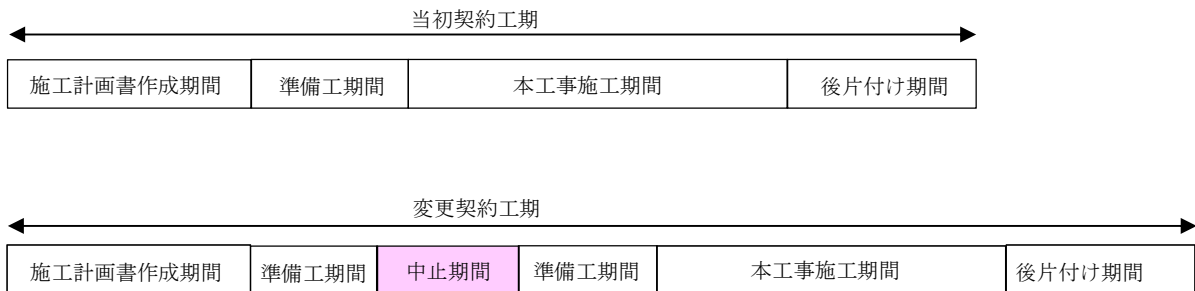 当初契約工期
施工計画書作成期間 準備工期間 本工事施工期間 後片付け期間
変更契約工期
施工計画書作成期間 準備工期間 中止期間 準備工期間 本工事施工期間 後片付け期間